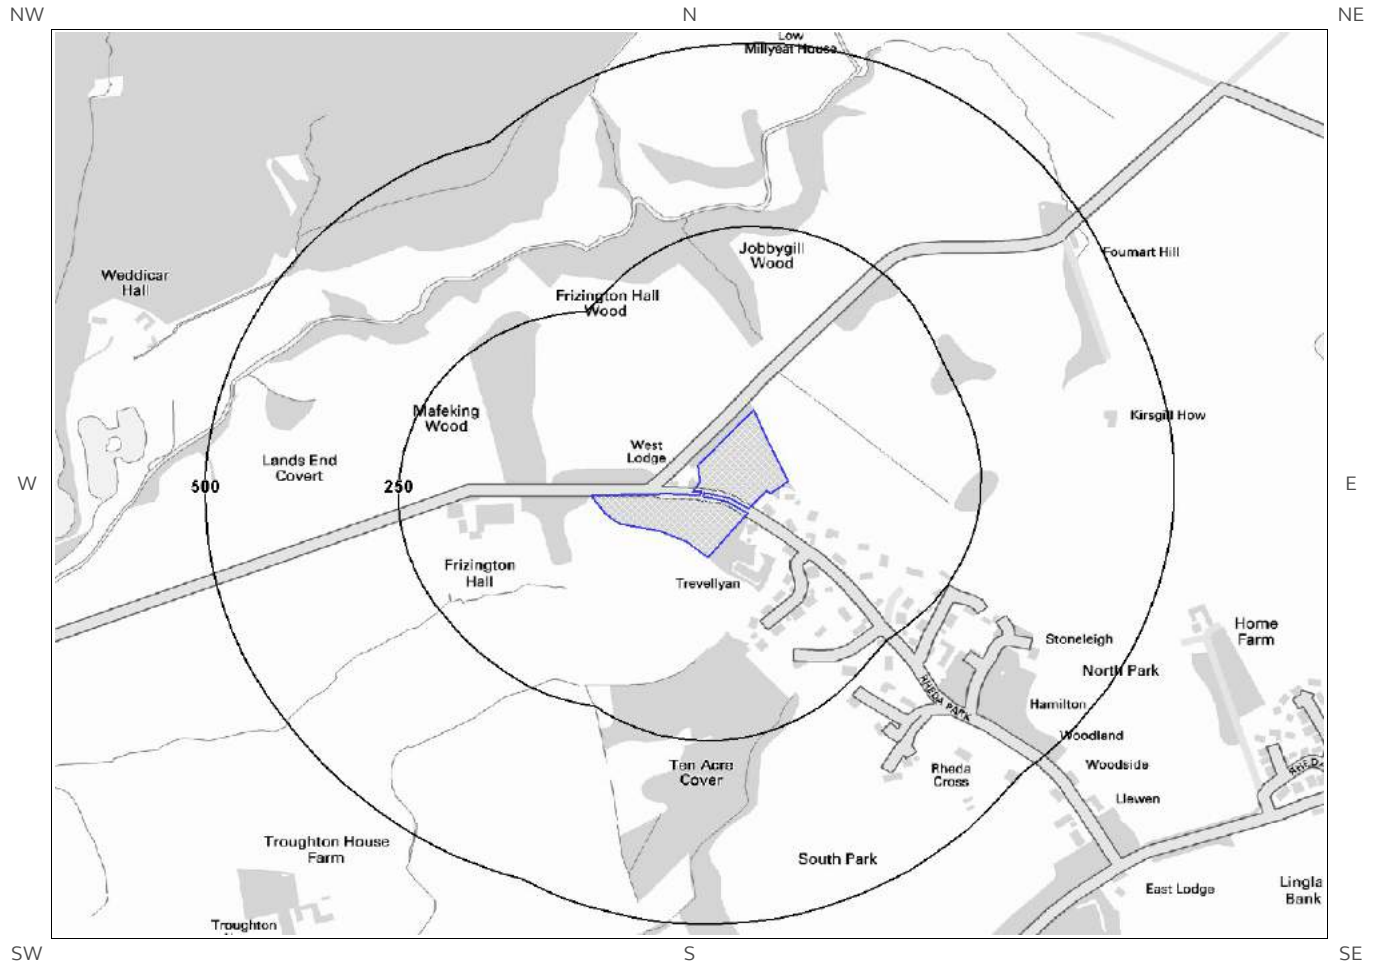 NW
N
NE
Low
Millyeat House
Foumart Hill
Jobbygill
Wood
Weddicar
Hall
Frizington Hall
Wood
Mafeking
Wood
Kirsgill How
West
Lodge
Lands End
Covert
W
500
250
E
Frizington
Hall
Trevellyan
Home
Farm
Stoneleigh
North Park
RHEDA PARK
Hamilton
Woodland
Woodside
Rheda
Cross
Ten Acre
Cover
RHEDA
Llewen
Troughton House
Farm
South Park
East Lodge
Lingla
Bank
Troughton
SW
S
SE